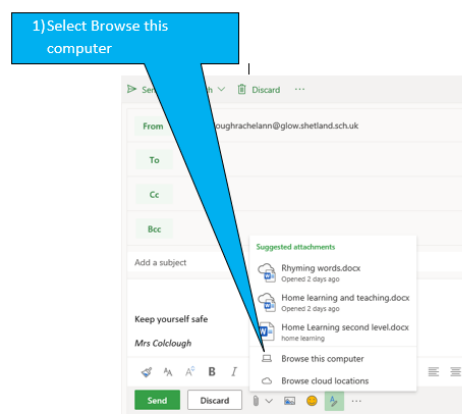 1) Select Browse this
computer
Discard ...
From
oughrachelann@glow.shetland.sch.uk
To
Cc
Bcc
Suggested attachments
Add a subject
Rhyming words.docx
Opened 2 days ago
Home learning and teaching.docx
Opened 2 days ago
Keep yourself safe
Home Learning second level.docx
home learning
Mrs Colclough
Browse this computer
B I
Browse cloud locations
Send Discard ...